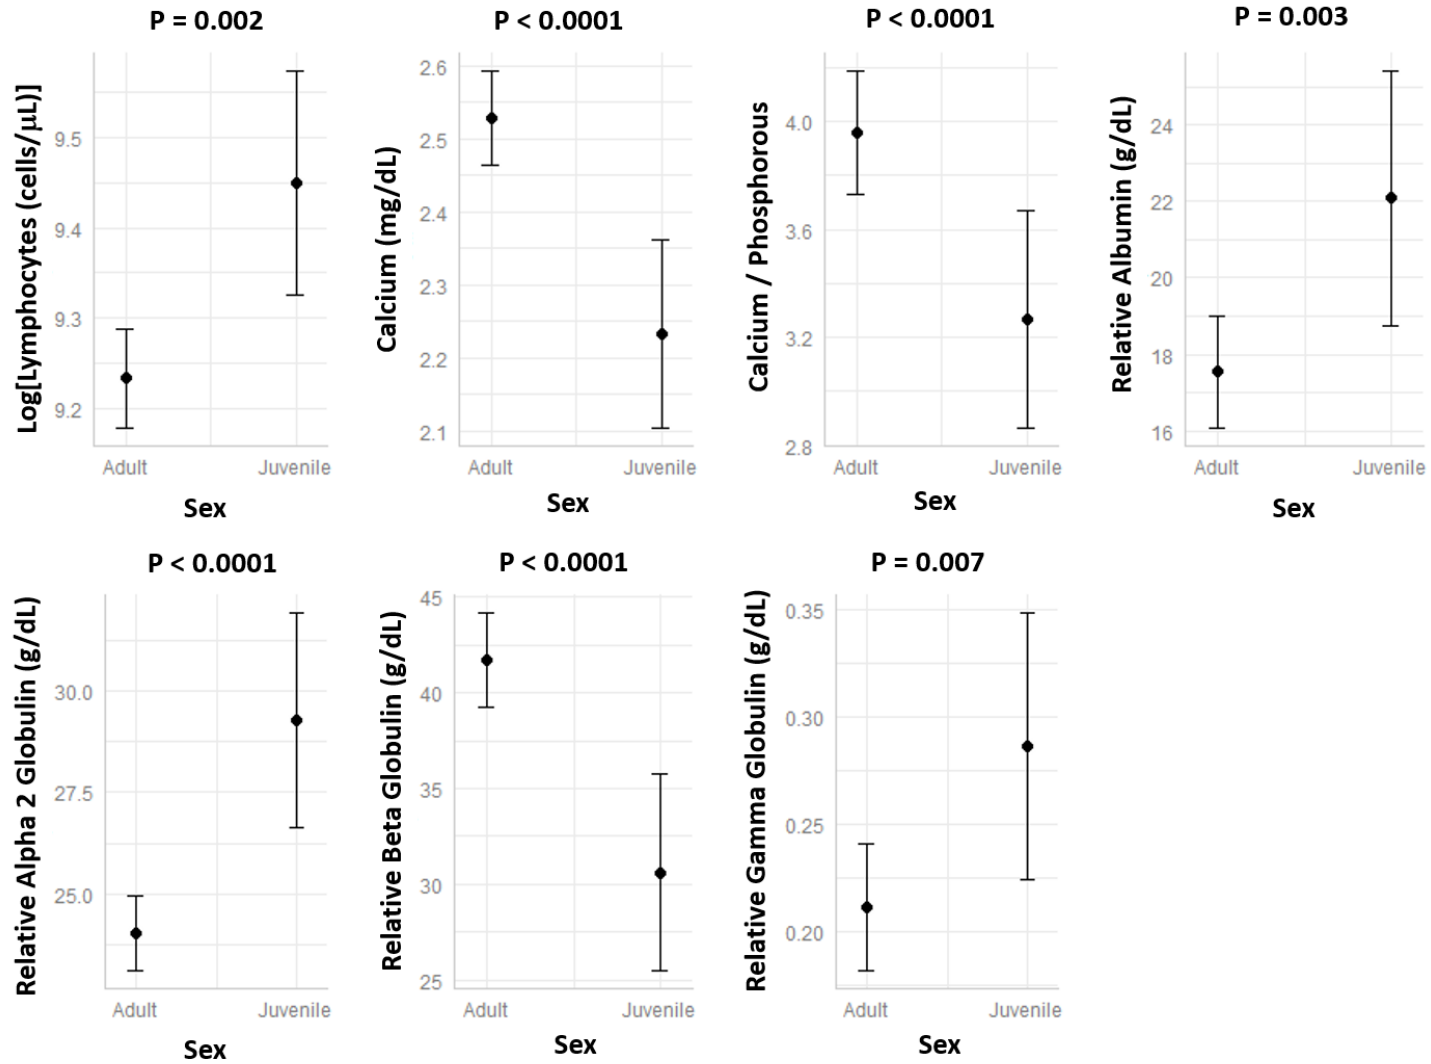 P = 0.002
P < 0.0001
P < 0.0001
P = 0.003
Log[Lymphocytes (cells/µL)]
9.5
9.4
9.3
9.2
Adult
Juvenile
Sex
Calcium (mg/dL)
2.6
2.5
2.4
2.3
2.2
2.1
Adult
Juvenile
Sex
Calcium / Phosphorous
4.0
3.6
3.2
2.8
Adult
Juvenile
Sex
Relative Albumin (g/dL)
24
22
20
18
16
Adult
Juvenile
Sex
P < 0.0001
P < 0.0001
P = 0.007
Relative Alpha 2 Globulin (g/dL)
30.0
27.5
25.0
Adult
Juvenile
Sex
Relative Beta Globulin (g/dL)
45
40
35
30
25
Adult
Juvenile
Sex
Relative Gamma Globulin (g/dL)
0.35
0.30
0.25
0.20
Adult
Juvenile
Sex